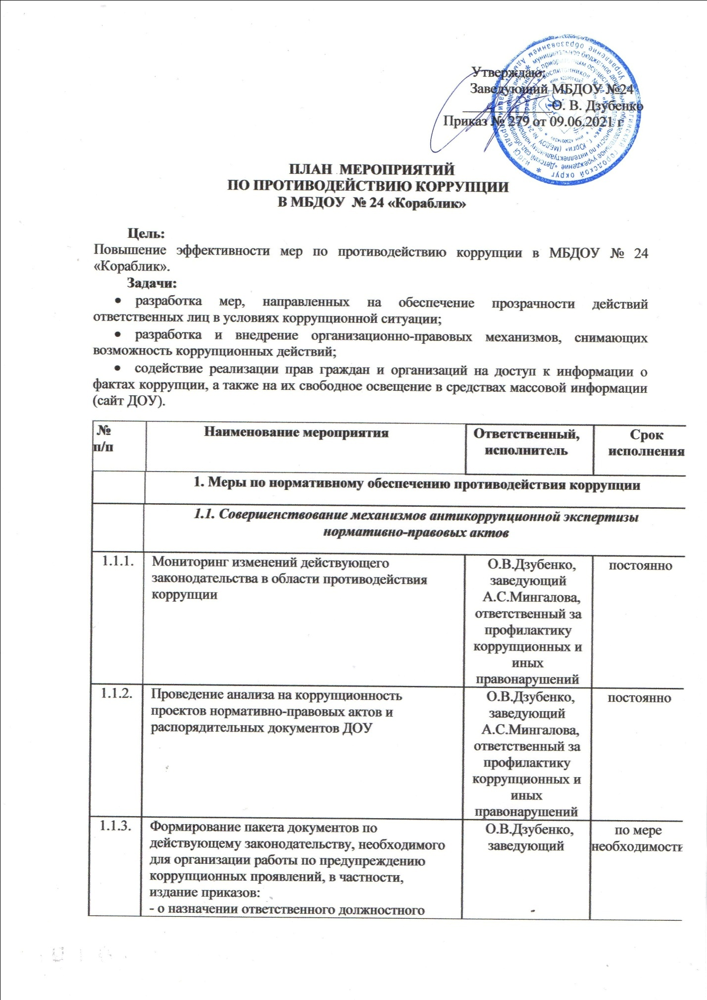 Утверждаю:
Заведующий МБДОУ №24
О. В. Дзубенко
Приказ № 279 от 09.06.2021 г
ПЛАН МЕРОПРИЯТИЙ
ПО ПРОТИВОДЕЙСТВИЮ КОРРУПЦИИ
В МБДОУ № 24 «Кораблик»
Цель:
Повышение эффективности мер по противодействию коррупции в МБДОУ № 24
«Кораблик».
Задачи:
• разработка мер, направленных на обеспечение прозрачности действий
ответственных лиц в условиях коррупционной ситуации;
• разработка и внедрение организационно-правовых механизмов, снимающих
возможность коррупционных действий;
• содействие реализации прав граждан и организаций на доступ к информации о
фактах коррупции, а также на их свободное освещение в средствах массовой информации
(сайт ДОУ).
№
п/п
Наименование мероприятия
Ответственный,
исполнитель
Срок
исполнения
1. Меры по нормативному обеспечению противодействия коррупции
1.1. Совершенствование механизмов антикоррупционной экспертизы
нормативно-правовых актов
1.1.1.
Мониторинг изменений действующего
законодательства в области противодействия
коррупции
О.В.Дзубенко,
заведующий
А.С.Мингалова,
ответственный за
профилактику
коррупционных и
иных
правонарушений
постоянно
1.1.2.
Проведение анализа на коррупционность
проектов нормативно-правовых актов и
распорядительных документов ДОУ
О.В.Дзубенко,
заведующий
А.С.Мингалова,
ответственный за
профилактику
коррупционных и
иных
правонарушений
постоянно
1.1.3.
Формирование пакета документов по
действующему законодательству, необходимого
для организации работы по предупреждению
коррупционных проявлений, в частности,
издание приказов:
- о назначении ответственного должностного
О.В.Дзубенко,
заведующий
по мере
необходимости